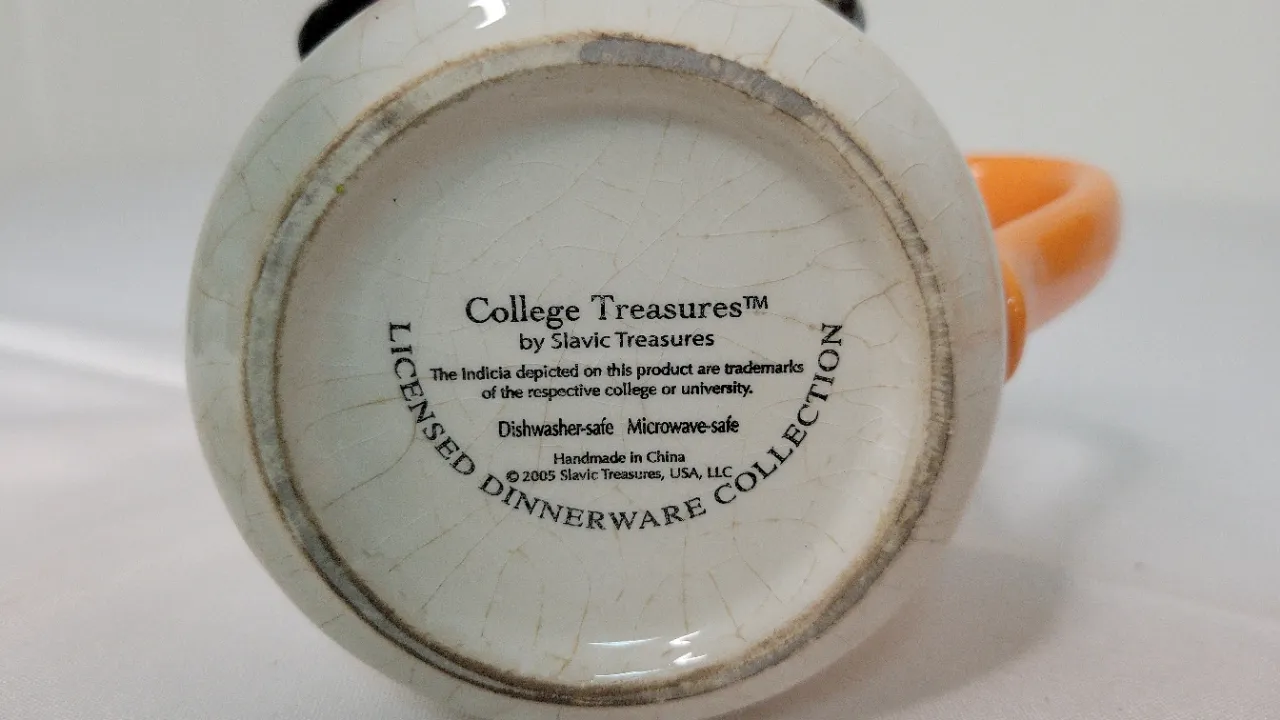 College Treasures™
by Slavic Treasures
The Indicia depicted on this product are trademarks
of the respective college or university.
Dishwasher-safe Microwave-safe
Handmade in China
© 2005 Slavic Treasures, USA, LLC
LICENSED DINNERWARE COLLECTION